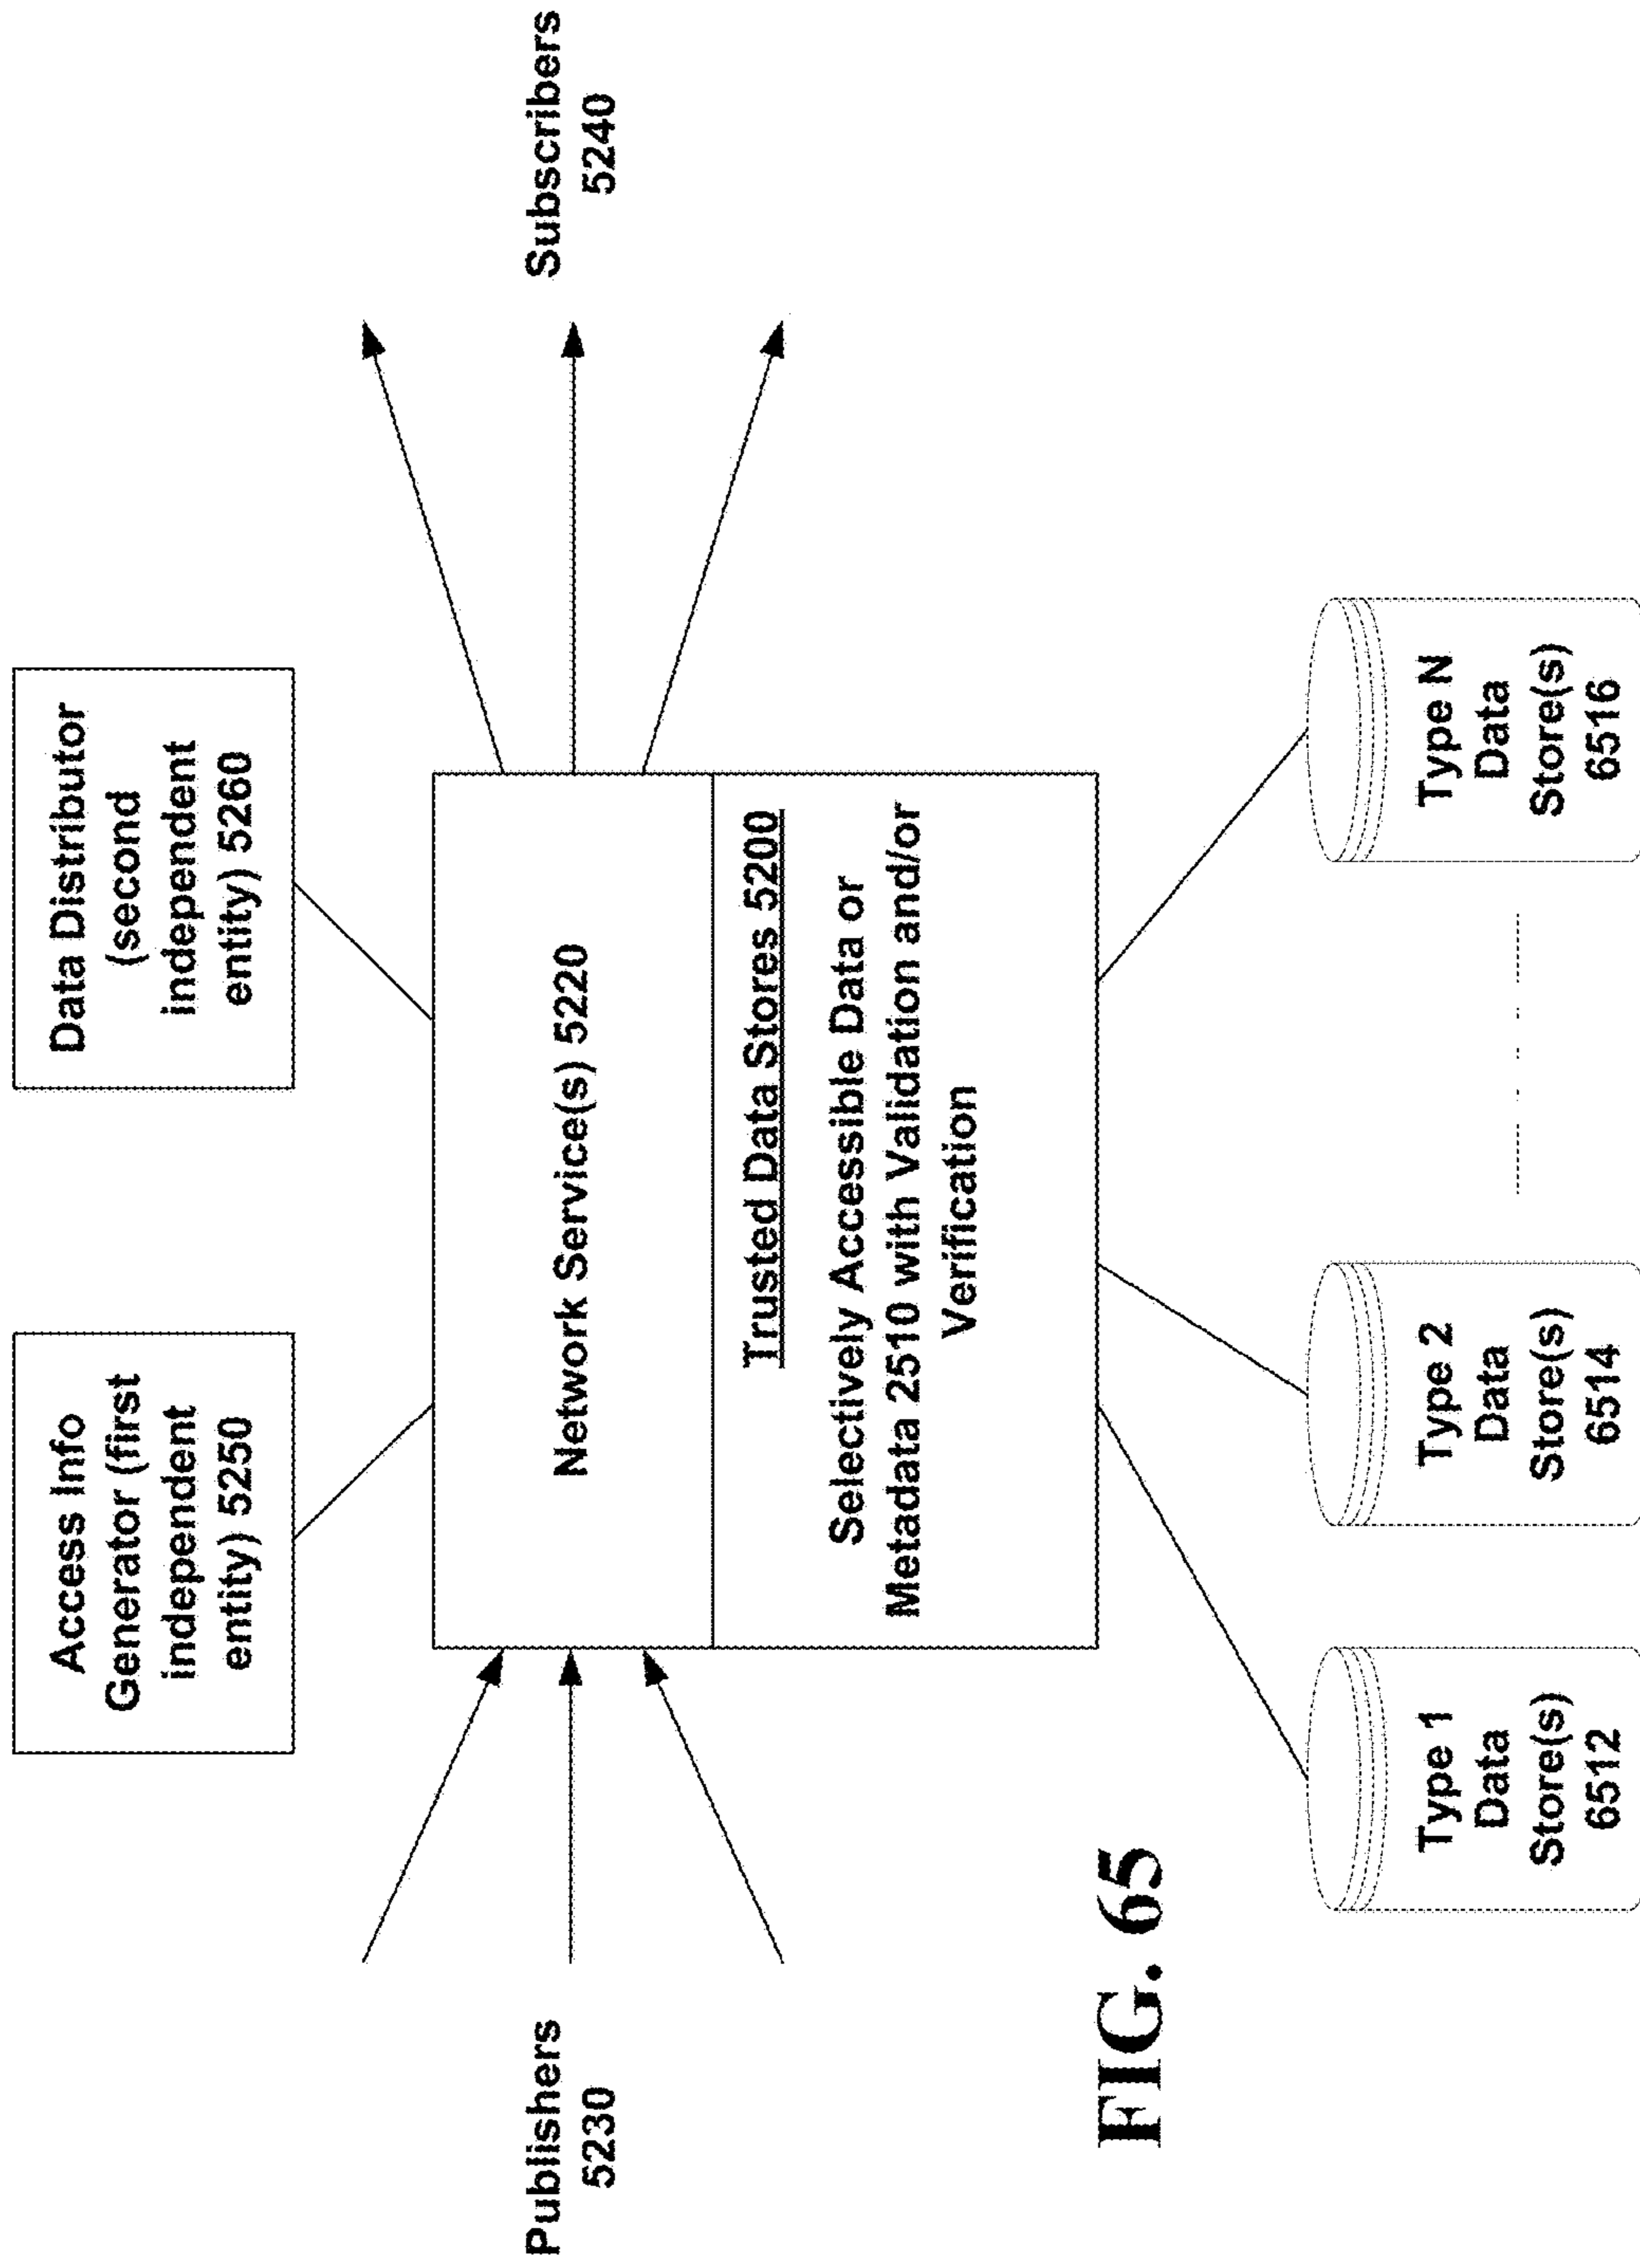 Access Info
Generator (first
independent
entity) 5250
Data Distributor
(second
independent
entity) 5260
Publishers
5230
Network Service(s) 5220
Subscribers
5240
Trusted Data Stores 5200
Selectively Accessible Data or
Metadata 2510 with Validation and/or
Verification
FIG. 65
Type 1
Data
Store(s)
6512
Type 2
Data
Store(s)
6514
Type N
Data
Store(s)
6516